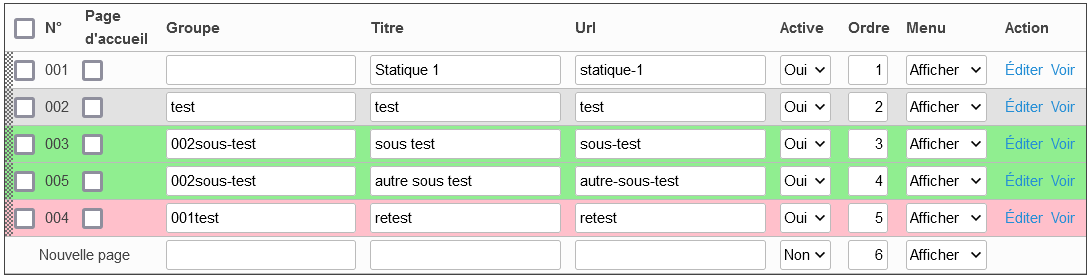 N° Page d'accueil Groupe Titre Url Active Ordre Menu Action
001 Statique 1 statique-1 Oui 1 Afficher Éditer Voir
002 test test test Oui 2 Afficher Éditer Voir
003 002sous-test sous test sous-test Oui 3 Afficher Éditer Voir
005 002sous-test autre sous test autre-sous-test Oui 4 Afficher Éditer Voir
004 001test retest retest Oui 5 Afficher Éditer Voir
Nouvelle page Non 6 Afficher